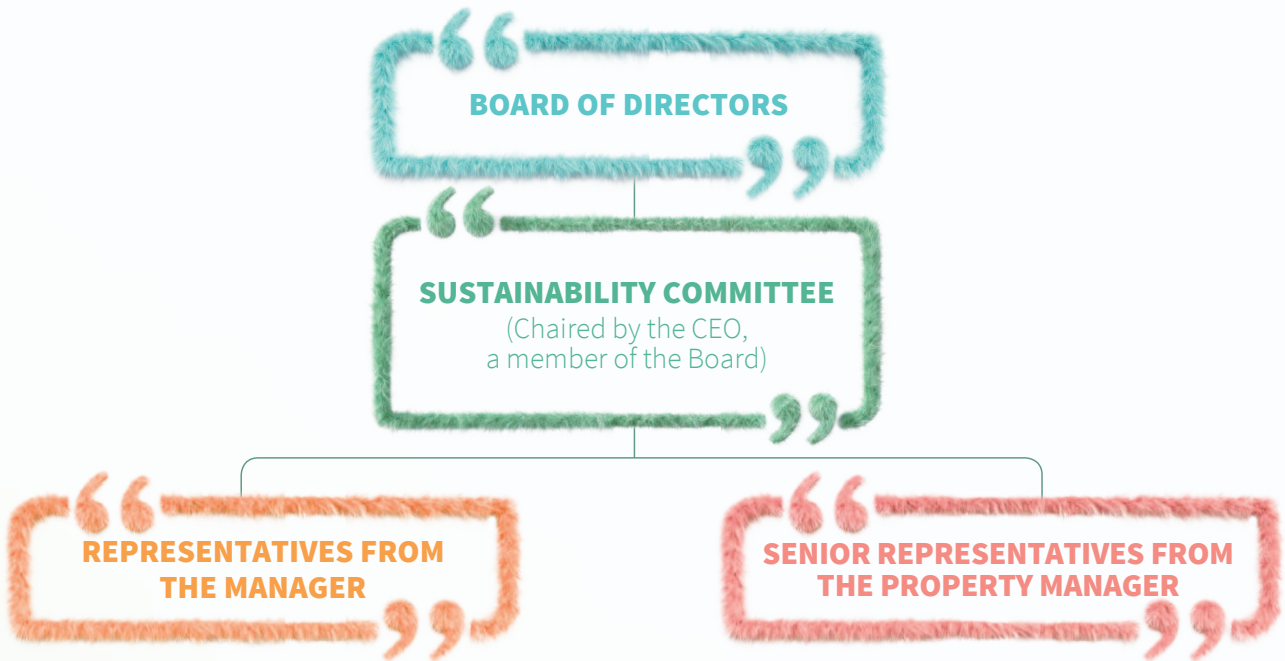 BOARD OF DIRECTORS
SUSTAINABILITY COMMITTEE
(Chaired by the CEO,
a member of the Board)
REPRESENTATIVES FROM
THE MANAGER
SENIOR REPRESENTATIVES FROM
THE PROPERTY MANAGER